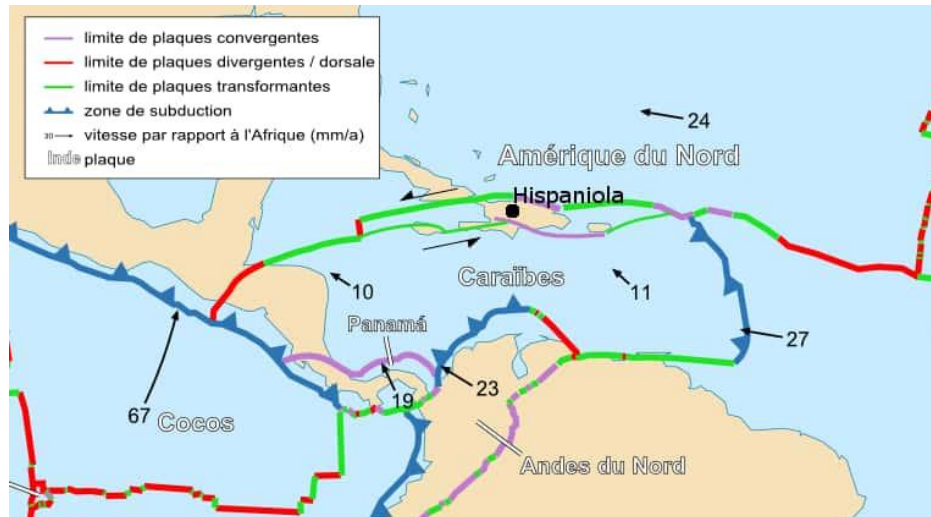 limite de plaques convergentes
limite de plaques divergentes / dorsale
limite de plaques transformantes
zone de subduction
30 vitesse par rapport à l'Afrique (mm/a)
Inde plaque
24
Amérique du Nord
Hispaniola
Caraïbes
10
11
Panamá
27
67
19
23
Cocos
Andes du Nord